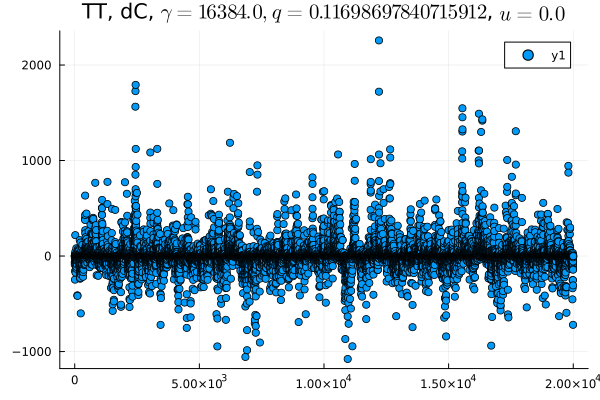 TT, dC, γ = 16384.0, q = 0.11698697840715912, u = 0.0
y1
2000
1000
0
−1000
0 5.00×10³ 1.00×10⁴ 1.50×10⁴ 2.00×10⁴